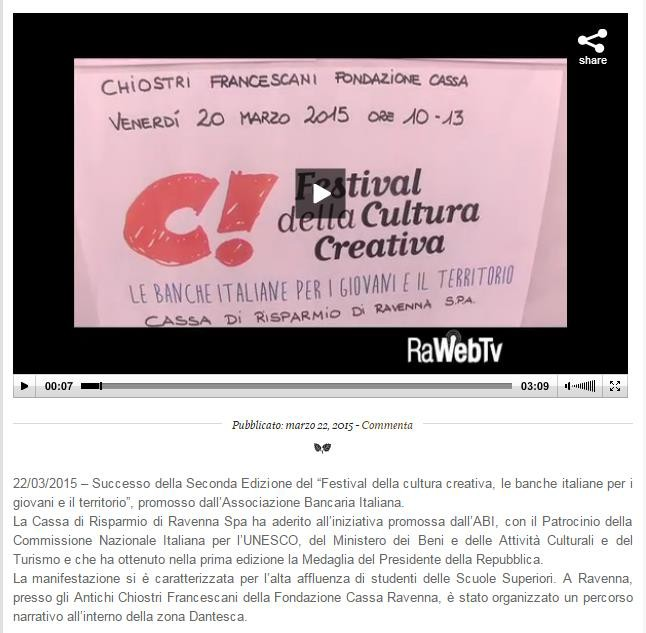 share
CHIOSTRI FRANCESCANI FONDAZIONE CASSA
VENERDÍ 20 MARZO 2015 ORE 10-13
C! Festival
della Cultura
Creativa
LE BANCHE ITALIANE PER I GIOVANI E IL TERRITORIO
CASSA DI RISPARMIO DI RAVENNA S.P.A.
RaWebTv
00:07 03:09
Pubblicato: marzo 22, 2015 - Commenta
22/03/2015 – Successo della Seconda Edizione del “Festival della cultura creativa, le banche italiane per i
giovani e il territorio”, promosso dall’Associazione Bancaria Italiana.
La Cassa di Risparmio di Ravenna Spa ha aderito all’iniziativa promossa dall’ABI, con il Patrocinio della
Commissione Nazionale Italiana per l’UNESCO, del Ministero dei Beni e delle Attività Culturali e del
Turismo e che ha ottenuto nella prima edizione la Medaglia del Presidente della Repubblica.
La manifestazione si è caratterizzata per l’alta affluenza di studenti delle Scuole Superiori. A Ravenna,
presso gli Antichi Chiostri Francescani della Fondazione Cassa Ravenna, è stato organizzato un percorso
narrativo all’interno della zona Dantesca.